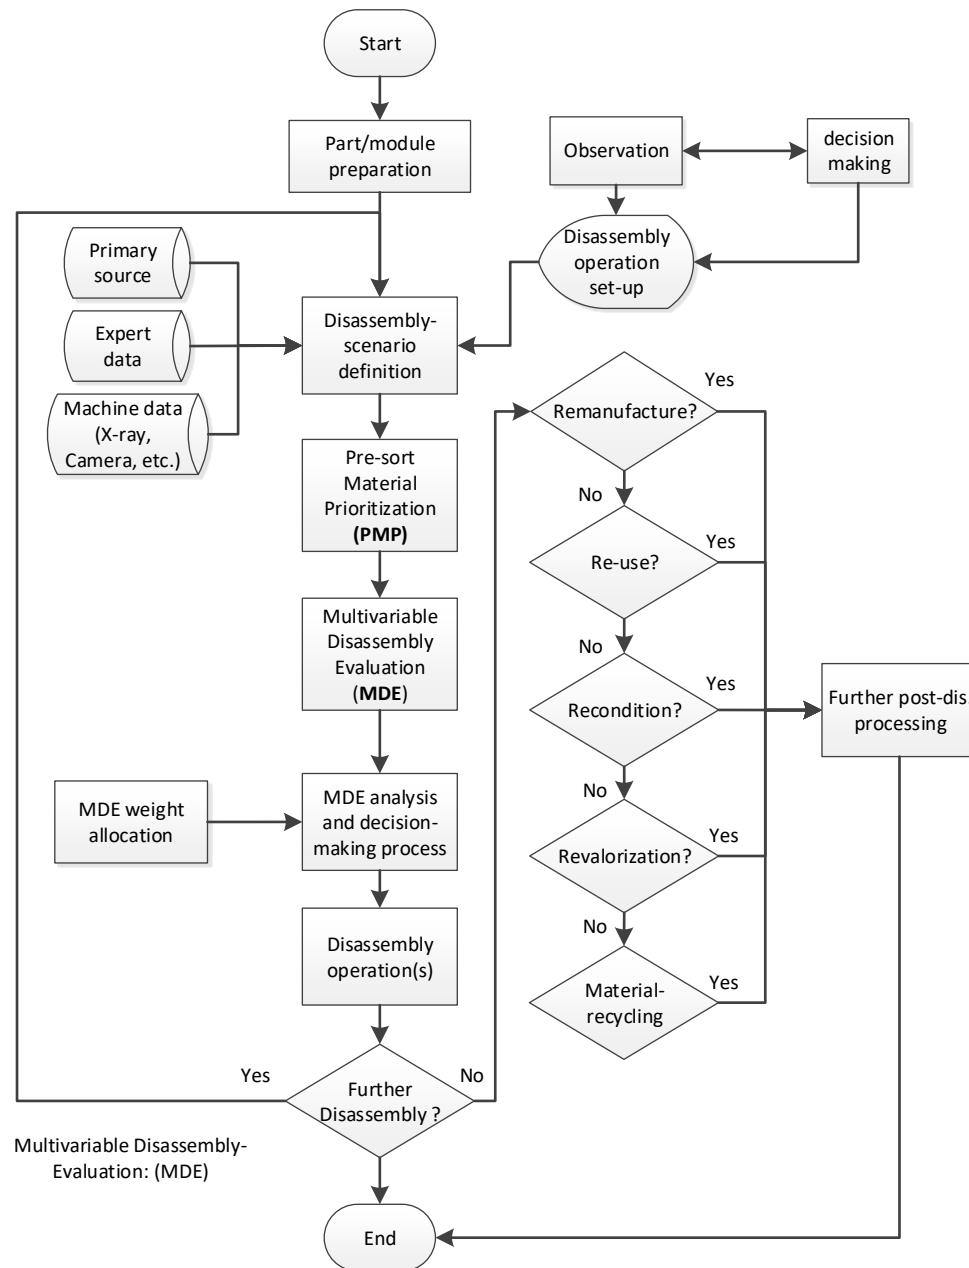 Start
Part/module
preparation
Observation
decision
making
Primary
source
Disassembly
operation
set-up
Expert
data
Disassembly-
scenario
definition
Machine data
(X-ray,
Camera, etc.)
Remanufacture?
Yes
Pre-sort
Material
Prioritization
(PMP)
No
Re-use?
Yes
Multivariable
Disassembly
Evaluation
(MDE)
No
Recondition?
Yes
Further post-dis.
processing
MDE weight
allocation
MDE analysis
and decision-
making process
No
Revalorization?
Yes
Disassembly
operation(s)
No
Material-
recycling
Yes
Yes
Further
Disassembly ?
No
Multivariable Disassembly-
Evaluation: (MDE)
End